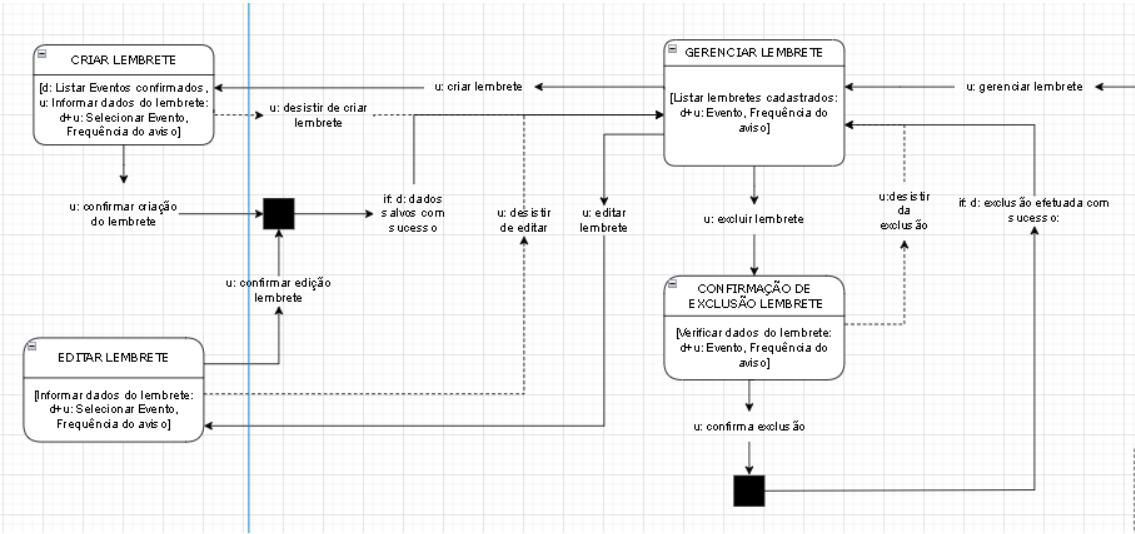 CRIAR LEMBRETE
[d: Listar Eventos confirmados,
u: Informar dados do lembrete:
d+u: Selecionar Evento,
Frequência do aviso]
u: criar lembrete
u: desistir de criar
lembrete
GERENCIAR LEMBRETE
[Listar lembretes cadastrados:
d+u: Evento, Frequência do
aviso]
u: gerenciar lembrete
u: confirmar criação
do lembrete
if: d: dados
salvos com
sucesso
u: desistir
de editar
u: editar
lembrete
u: excluir lembrete
u:desistir
da
exclusão
if: d: exclusão efetuada com
sucesso:
u: confirmar edição
lembrete
CONFIRMAÇÃO DE
EXCLUSÃO LEMBRETE
[Verificar dados do lembrete:
d+u: Evento, Frequência do
aviso]
EDITAR LEMBRETE
[Informar dados do lembrete:
d+u: Selecionar Evento,
Frequência do aviso]
u: confirma exclusão